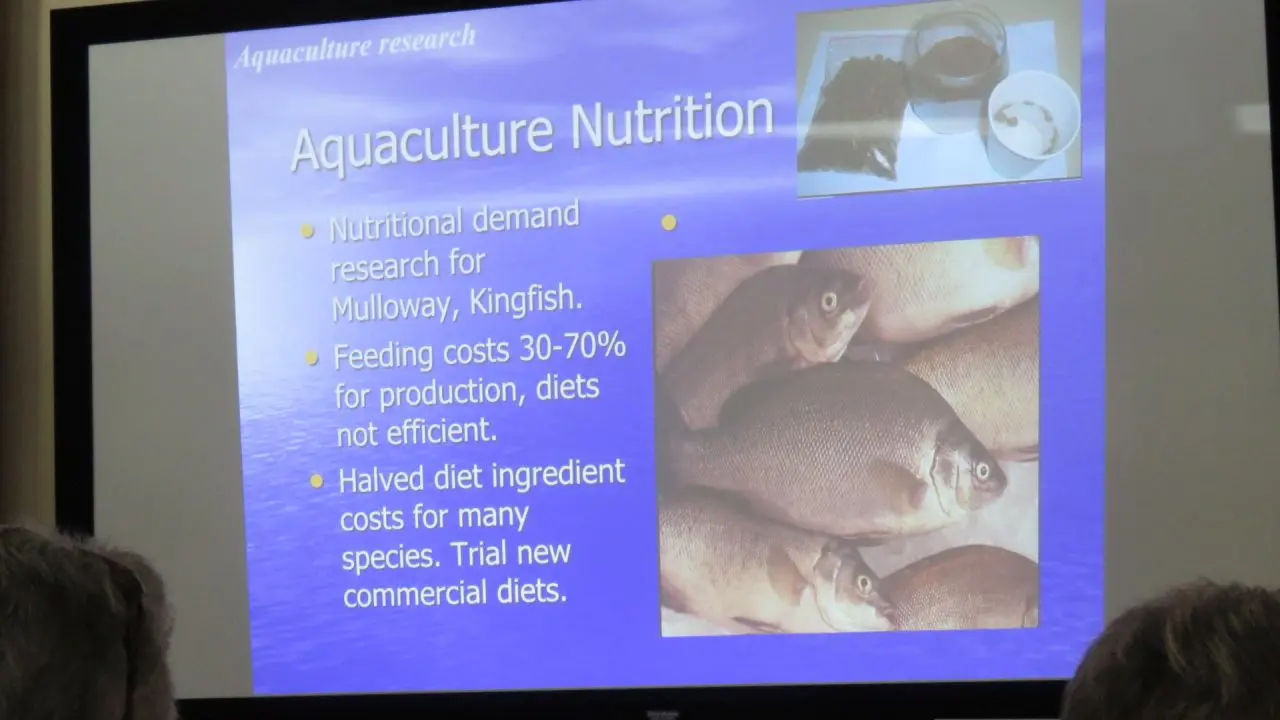 Aquaculture research
Aquaculture Nutrition
Nutritional demand
research for
Mulloway, Kingfish.
Feeding costs 30-70%
for production, diets
not efficient.
Halved diet ingredient
costs for many
species. Trial new
commercial diets.